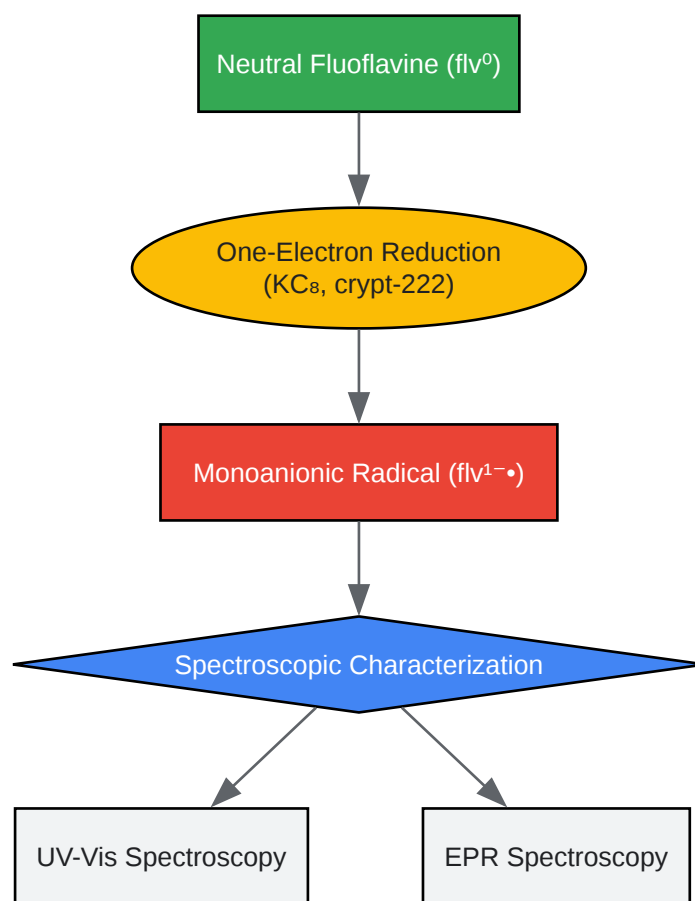 Neutral Fluoflavine (flv⁰)
One-Electron Reduction
(KC₈, crypt-222)
Monoanionic Radical (flv¹⁻•)
Spectroscopic Characterization
UV-Vis Spectroscopy
EPR Spectroscopy